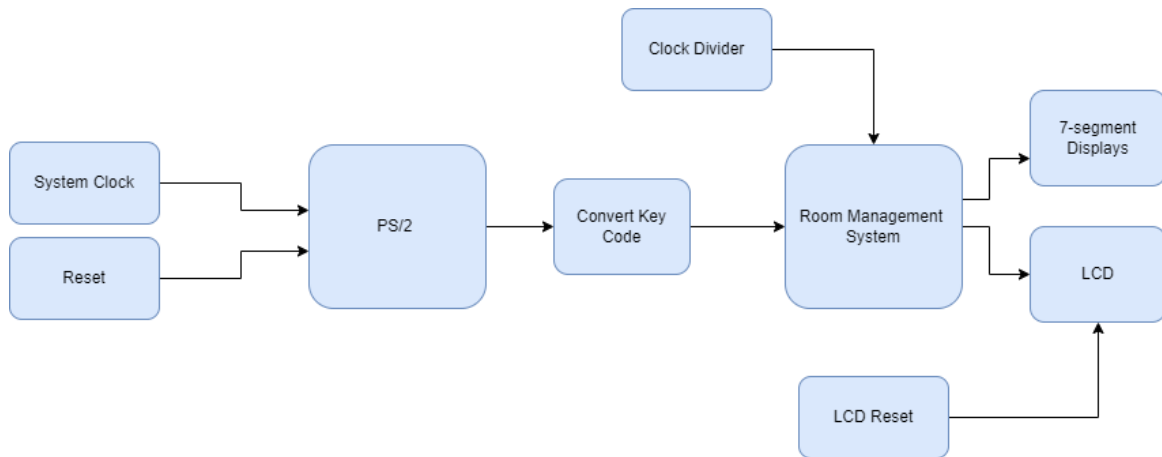 Clock Divider
7-segment
Displays
System Clock
PS/2
Convert Key
Code
Room Management
System
Reset
LCD
LCD Reset